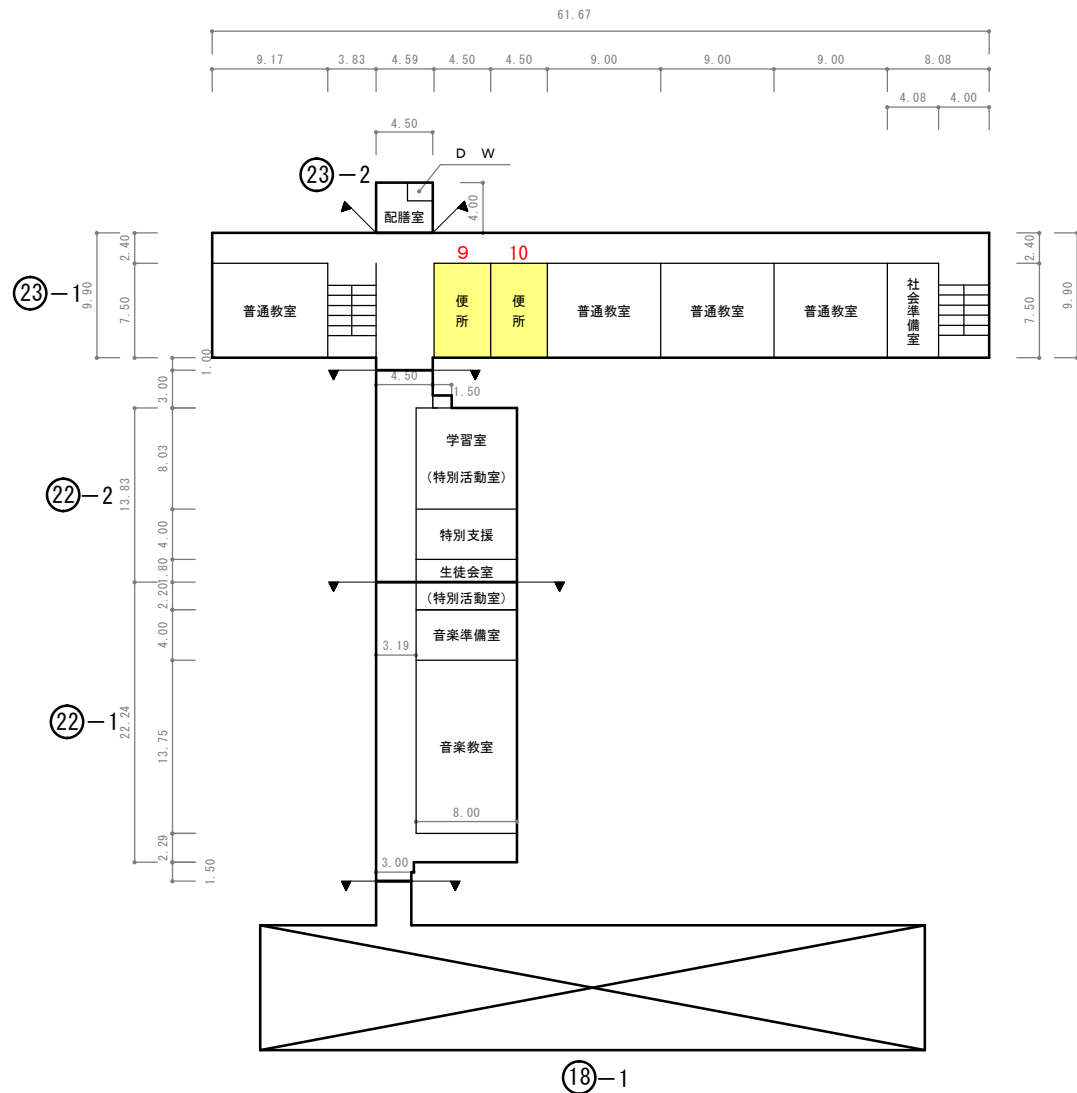 61.67
9.17 3.83 4.59 4.50 4.50 9.00 9.00 9.00 8.08
4.08 4.00
4.50
D W
㉓-2
配膳室
4.00
㉓-1
9.90
2.40
7.50
9 10
普通教室
便所
便所
普通教室
普通教室
普通教室
社会準備室
2.40
7.50
9.90
1.00
3.00
4.50
1.50
㉒-2
13.83
8.03
4.00
1.80
学習室
(特別活動室)
特別支援
生徒会室
(特別活動室)
音楽準備室
3.19
㉒-1
22.24
2.20
4.00
13.75
音楽教室
8.00
2.29
1.50
3.00
⑱-1